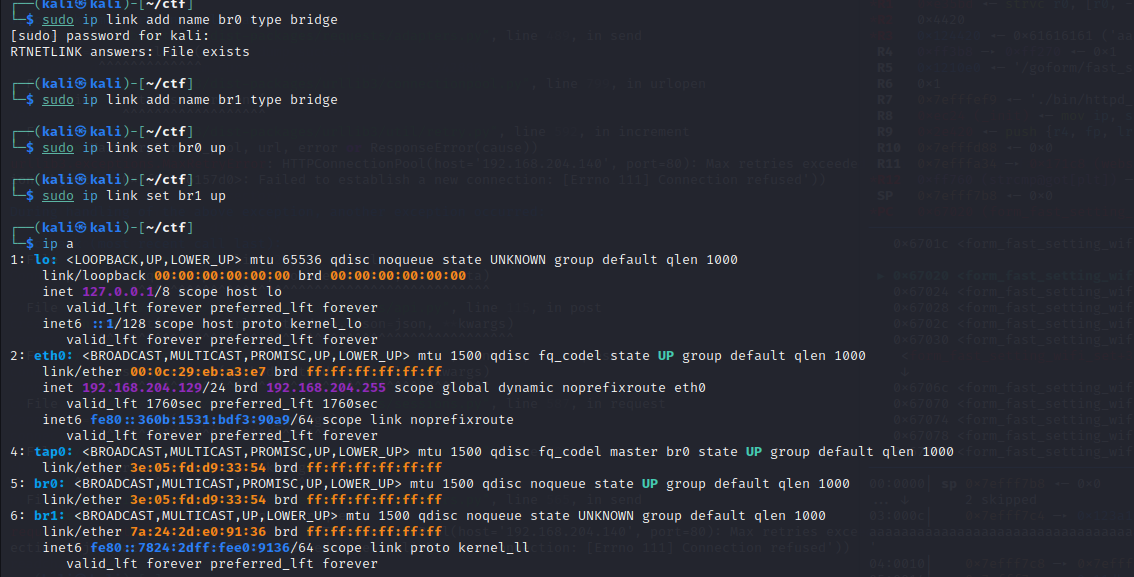 ┌──(kali㉿kali)-[~/ctf]
└─$ sudo ip link add name br0 type bridge
[sudo] password for kali:
RTNETLINK answers: File exists
┌──(kali㉿kali)-[~/ctf]
└─$ sudo ip link add name br1 type bridge
┌──(kali㉿kali)-[~/ctf]
└─$ sudo ip link set br0 up
┌──(kali㉿kali)-[~/ctf]
└─$ sudo ip link set br1 up
┌──(kali㉿kali)-[~/ctf]
└─$ ip a
1: lo: <LOOPBACK,UP,LOWER_UP> mtu 65536 qdisc noqueue state UNKNOWN group default qlen 1000
    link/loopback 00:00:00:00:00:00 brd 00:00:00:00:00:00
    inet 127.0.0.1/8 scope host lo
       valid_lft forever preferred_lft forever
    inet6 ::1/128 scope host proto kernel_lo
       valid_lft forever preferred_lft forever
2: eth0: <BROADCAST,MULTICAST,PROMISC,UP,LOWER_UP> mtu 1500 qdisc fq_codel state UP group default qlen 1000
    link/ether 00:0c:29:eb:a3:e7 brd ff:ff:ff:ff:ff:ff
    inet 192.168.204.129/24 brd 192.168.204.255 scope global dynamic noprefixroute eth0
       valid_lft 1760sec preferred_lft 1760sec
    inet6 fe80::360b:1531:bdf3:90a9/64 scope link noprefixroute
       valid_lft forever preferred_lft forever
4: tap0: <BROADCAST,MULTICAST,PROMISC,UP,LOWER_UP> mtu 1500 qdisc fq_codel master br0 state UP group default qlen 1000
    link/ether 3e:05:fd:d9:33:54 brd ff:ff:ff:ff:ff:ff
5: br0: <BROADCAST,MULTICAST,PROMISC,UP,LOWER_UP> mtu 1500 qdisc noqueue state UP group default qlen 1000
    link/ether 3e:05:fd:d9:33:54 brd ff:ff:ff:ff:ff:ff
6: br1: <BROADCAST,MULTICAST,UP,LOWER_UP> mtu 1500 qdisc noqueue state UNKNOWN group default qlen 1000
    link/ether 7a:24:2d:e0:91:36 brd ff:ff:ff:ff:ff:ff
    inet6 fe80::7824:2dff:fee0:9136/64 scope link proto kernel_ll
       valid_lft forever preferred_lft forever